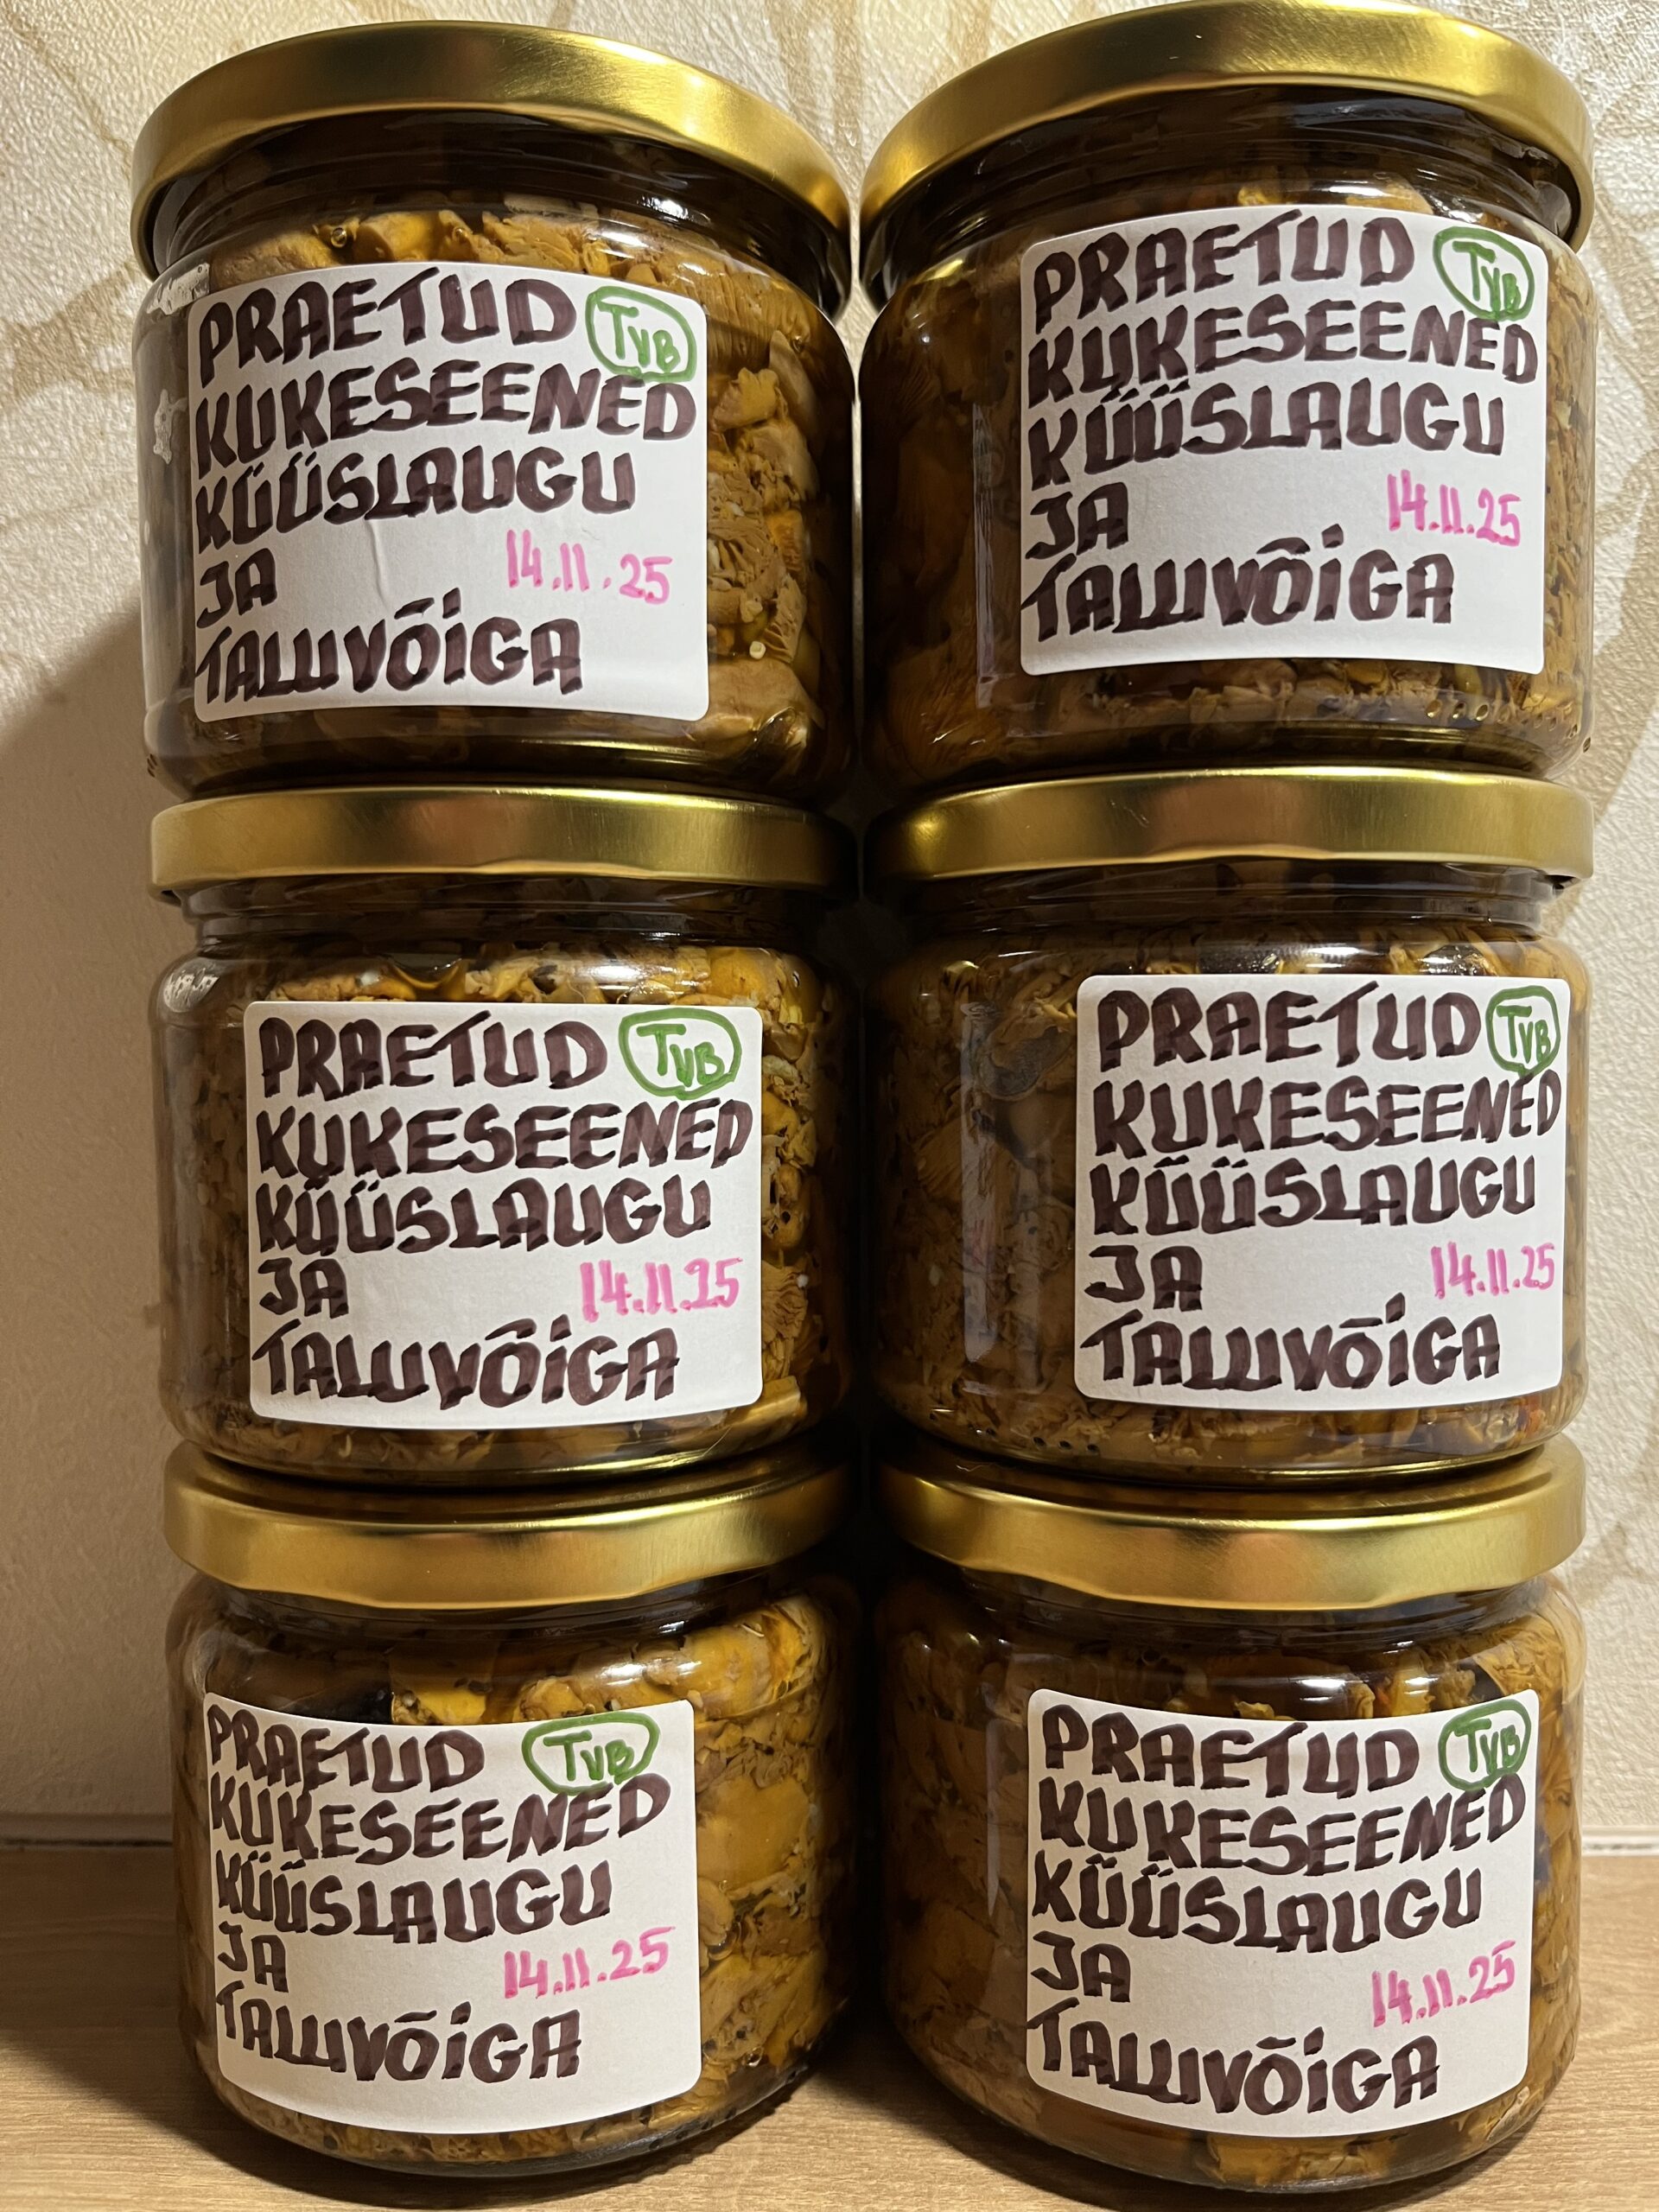 PRAETUD TVB
KUKESEENED
KÜÜSLAUGU
JA 14.11.25
TALUVÕIGA
PRAETUD TVB
KUKESEENED
KÜÜSLAUGU
JA 14.11.25
TALUVÕIGA
PRAETUD TVB
KUKESEENED
KÜÜSLAUGU
JA 14.11.25
TALUVÕIGA
PRAETUD TVB
KUKESEENED
KÜÜSLAUGU
JA 14.11.25
TALUVÕIGA
PRAETUD TVB
KUKESEENED
KÜÜSLAUGU
JA 14.11.25
TALUVÕIGA
PRAETUD TVB
KUKESEENED
KÜÜSLAUGU
JA 14.11.25
TALUVÕIGA